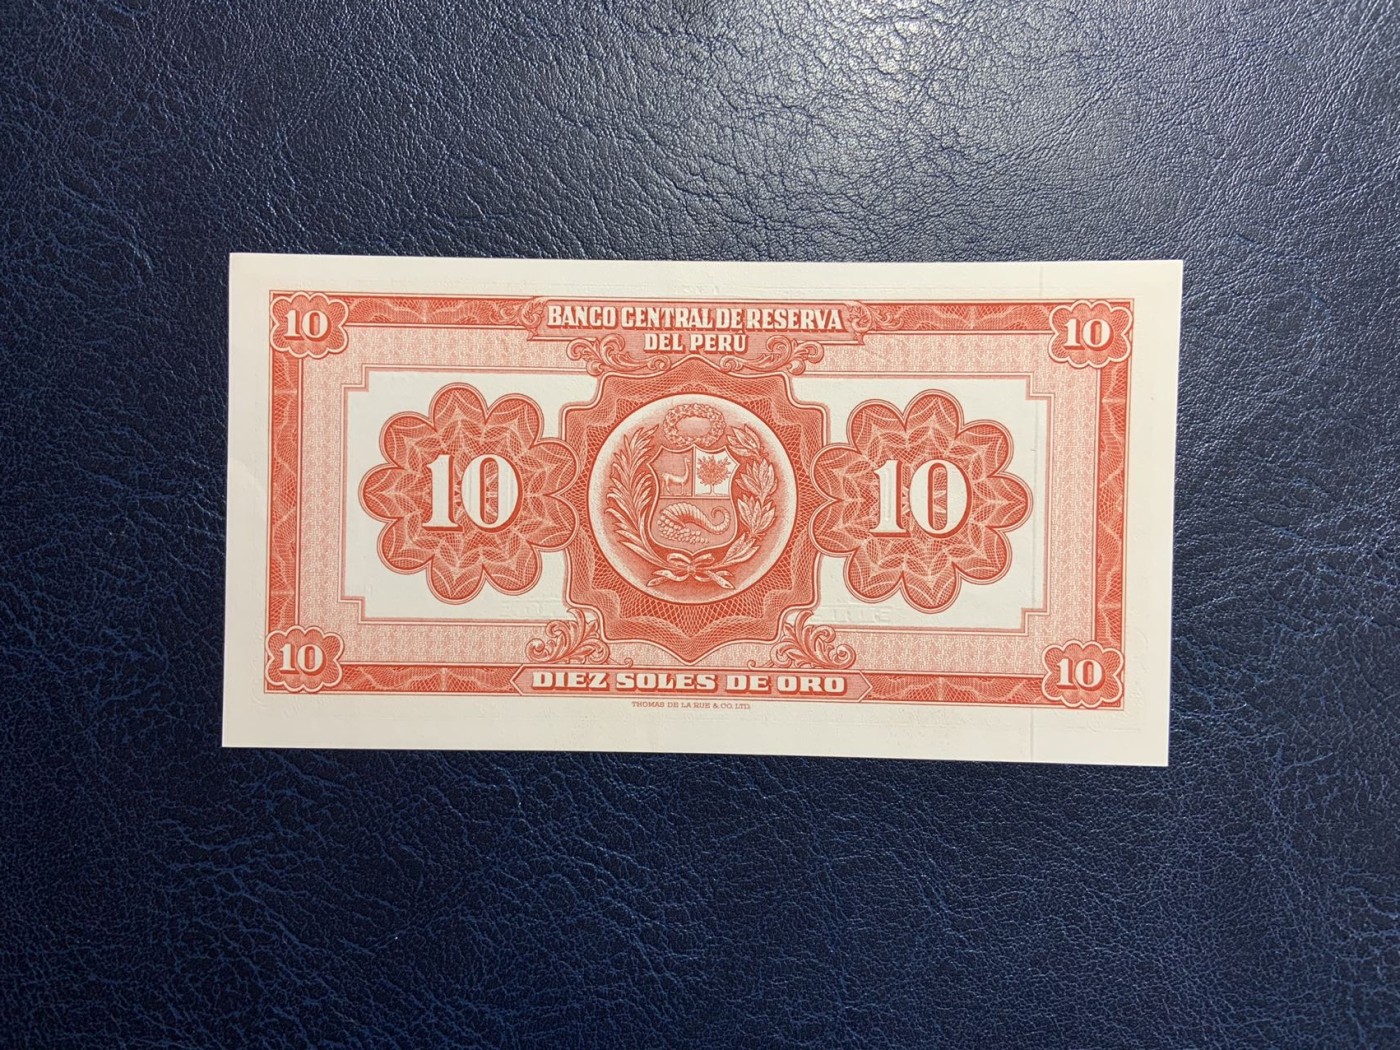 10
BANCO CENTRAL DE RESERVA
DEL PERÚ
10
10
10
10
DIEZ SOLES DE ORO
10
THOMAS DE LA RUE & CO. LTD.